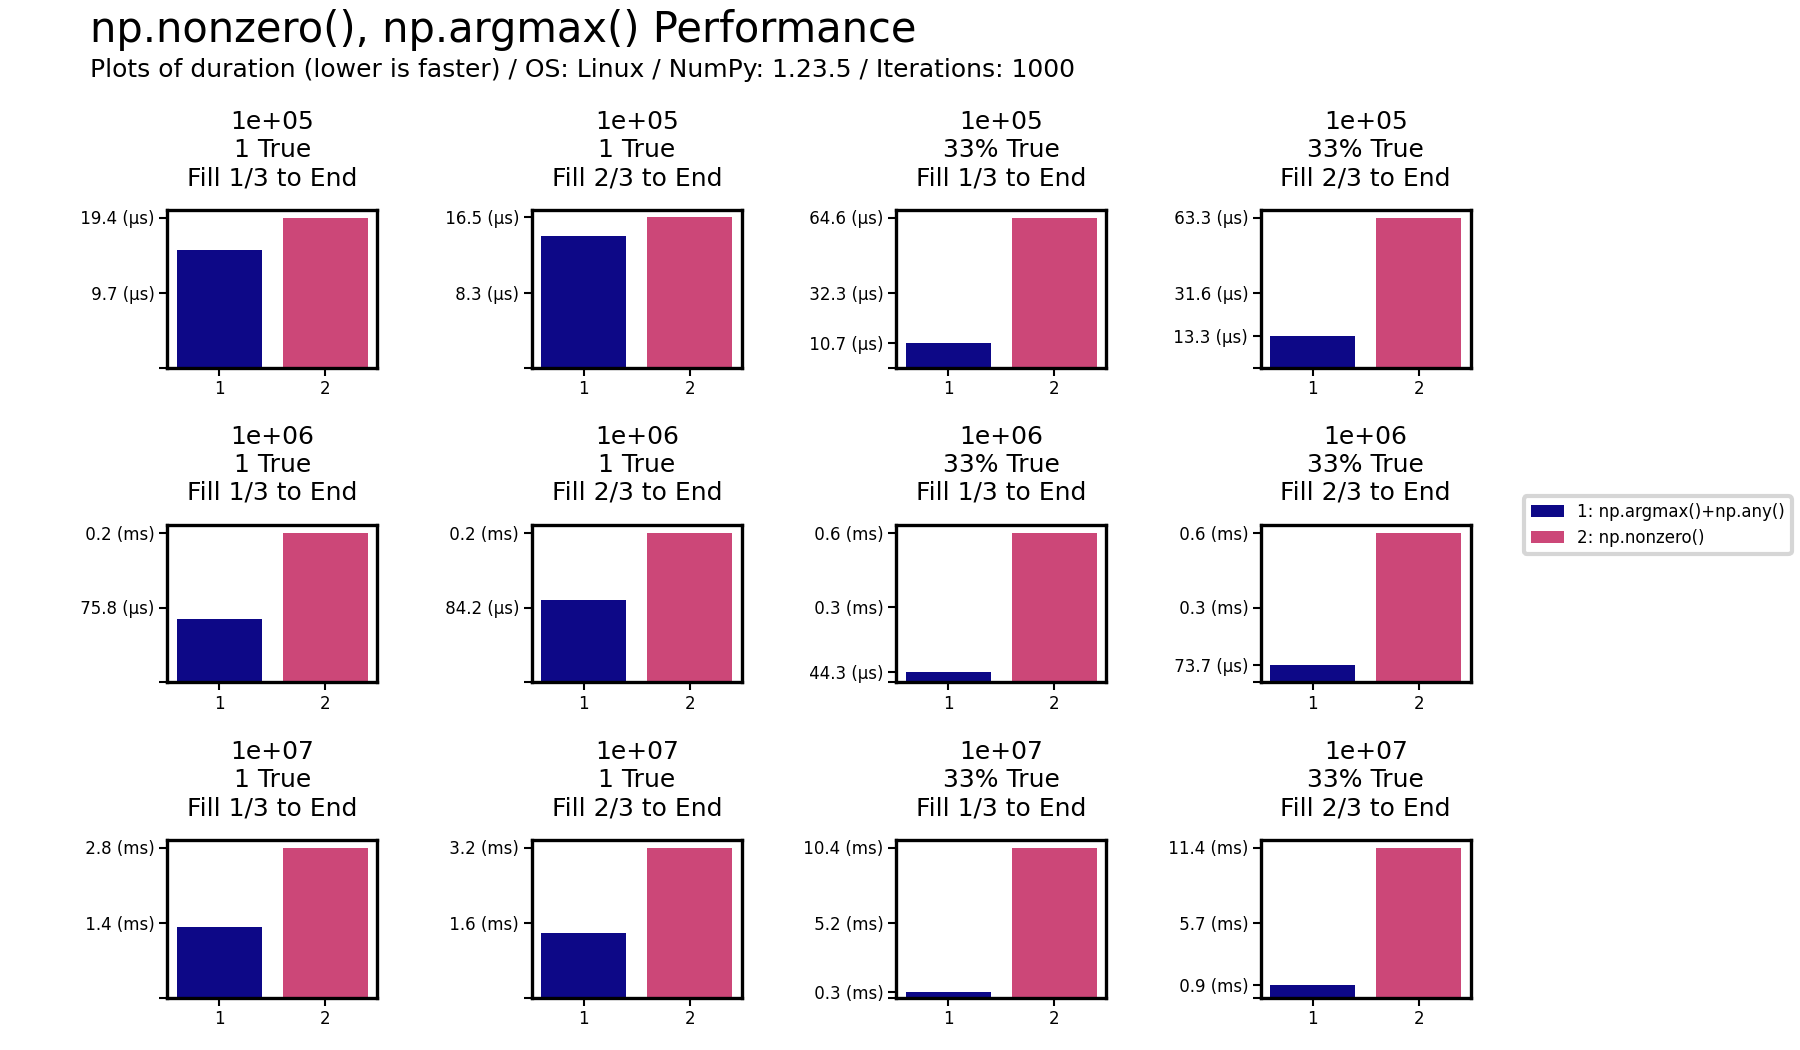 np.nonzero(), np.argmax() Performance
Plots of duration (lower is faster) / OS: Linux / NumPy: 1.23.5 / Iterations: 1000
1e+05
1 True
Fill 1/3 to End
19.4 (µs)
9.7 (µs)
1
2
1e+05
1 True
Fill 2/3 to End
16.5 (µs)
8.3 (µs)
1
2
1e+05
33% True
Fill 1/3 to End
64.6 (µs)
32.3 (µs)
10.7 (µs)
1
2
1e+05
33% True
Fill 2/3 to End
63.3 (µs)
31.6 (µs)
13.3 (µs)
1
2
1e+06
1 True
Fill 1/3 to End
0.2 (ms)
75.8 (µs)
1
2
1e+06
1 True
Fill 2/3 to End
0.2 (ms)
84.2 (µs)
1
2
1e+06
33% True
Fill 1/3 to End
0.6 (ms)
0.3 (ms)
44.3 (µs)
1
2
1e+06
33% True
Fill 2/3 to End
0.6 (ms)
0.3 (ms)
73.7 (µs)
1
2
1: np.argmax()+np.any()
2: np.nonzero()
1e+07
1 True
Fill 1/3 to End
2.8 (ms)
1.4 (ms)
1
2
1e+07
1 True
Fill 2/3 to End
3.2 (ms)
1.6 (ms)
1
2
1e+07
33% True
Fill 1/3 to End
10.4 (ms)
5.2 (ms)
0.3 (ms)
1
2
1e+07
33% True
Fill 2/3 to End
11.4 (ms)
5.7 (ms)
0.9 (ms)
1
2